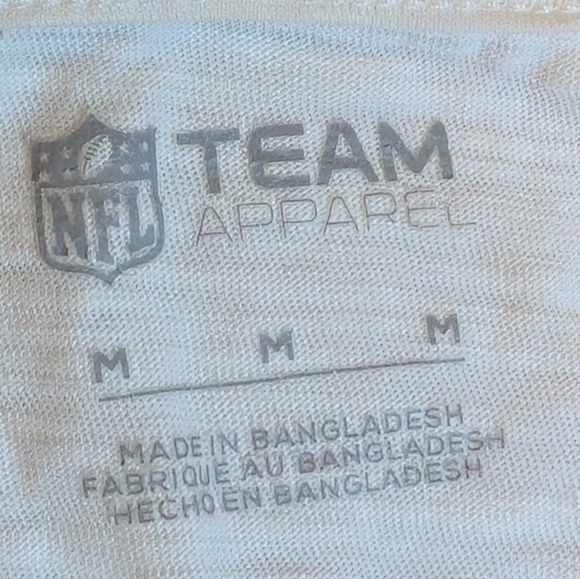 NFL
TEAM
APPAREL
M M M
MADE IN BANGLADESH
FABRIQUE AU BANGLADESH
HECHO EN BANGLADESH